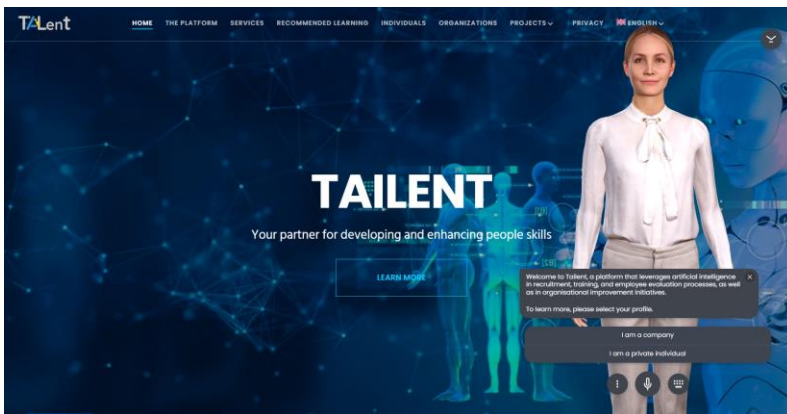 TAILent
HOME THE PLATFORM SERVICES RECOMMENDED LEARNING INDIVIDUALS ORGANIZATIONS PROJECTS PRIVACY ENGLISH
TAILENT
Your partner for developing and enhancing people skills
LEARN MORE
Welcome to Tailent, a platform that leverages artificial intelligence
in recruitment, training, and employee evaluation processes, as well
as in organisational improvement initiatives.
To learn more, please select your profile.
I am a company
I am a private individual